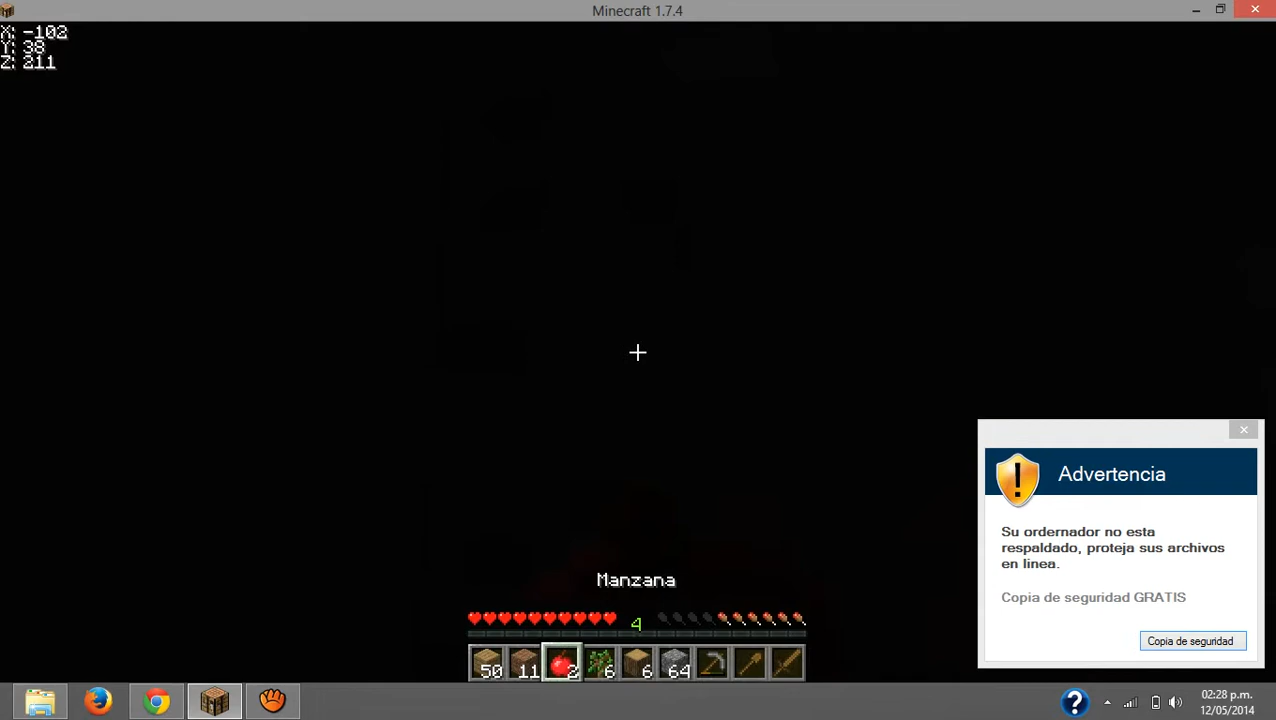 Minecraft 1.7.4
X: -102
Y: 38
Z: 211
Advertencia
Su ordernador no esta
respaldado, proteja sus archivos
en linea.
Copia de seguridad GRATIS
Copia de seguridad
Manzana
4
50 11 2 6 6 64
02:28 p.m.
12/05/2014